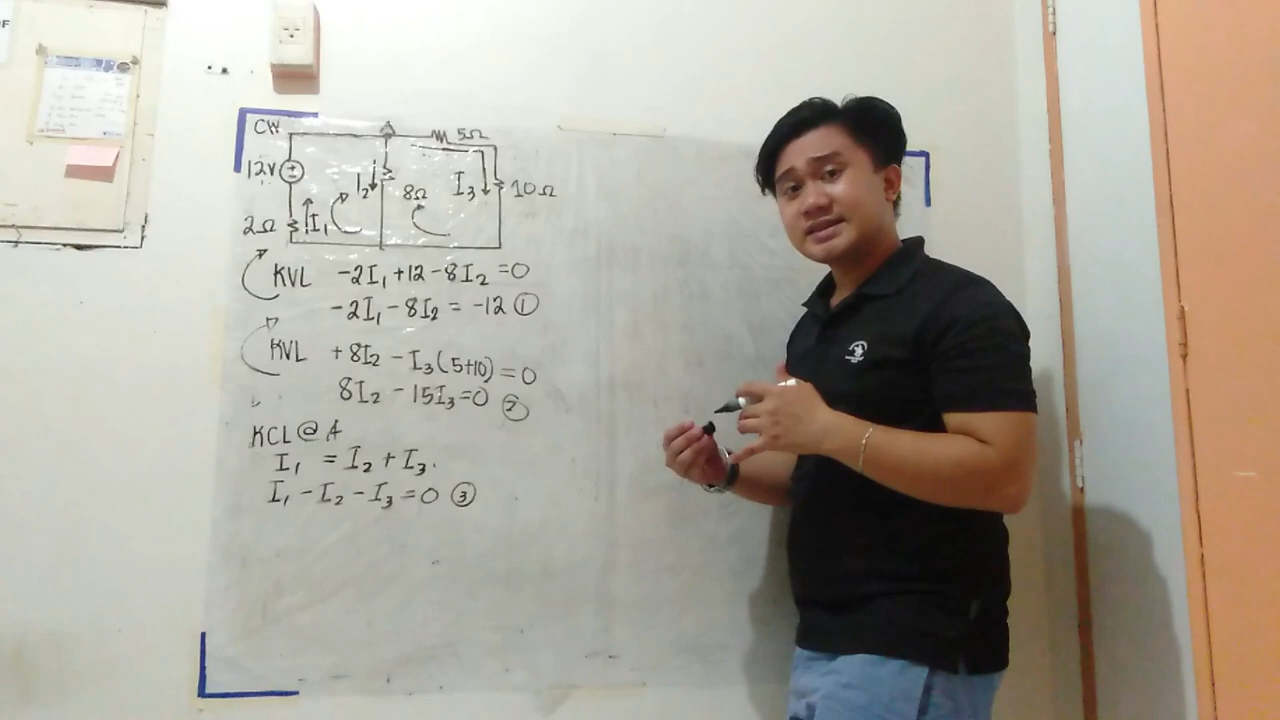 CW
5Ω
12V
I₂
8Ω
I₃
10Ω
2Ω
I₁
KVL -2I₁+12-8I₂=0
-2I₁-8I₂ = -12 ①
KVL +8I₂ - I₃(5+10)=0
8I₂ - 15I₃=0 ②
KCL@A
I₁ = I₂ + I₃.
I₁ - I₂ - I₃ = 0 ③